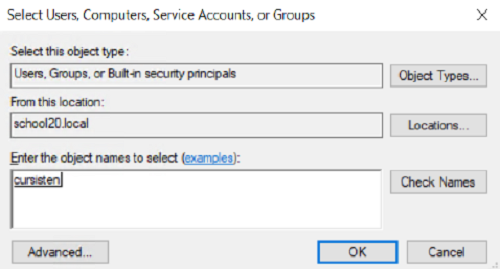 Select Users, Computers, Service Accounts, or Groups
Select this object type:
Users, Groups, or Built-in security principals
Object Types...
From this location:
school20.local
Locations...
Enter the object names to select (examples):
cursisten
Check Names
Advanced...
OK
Cancel